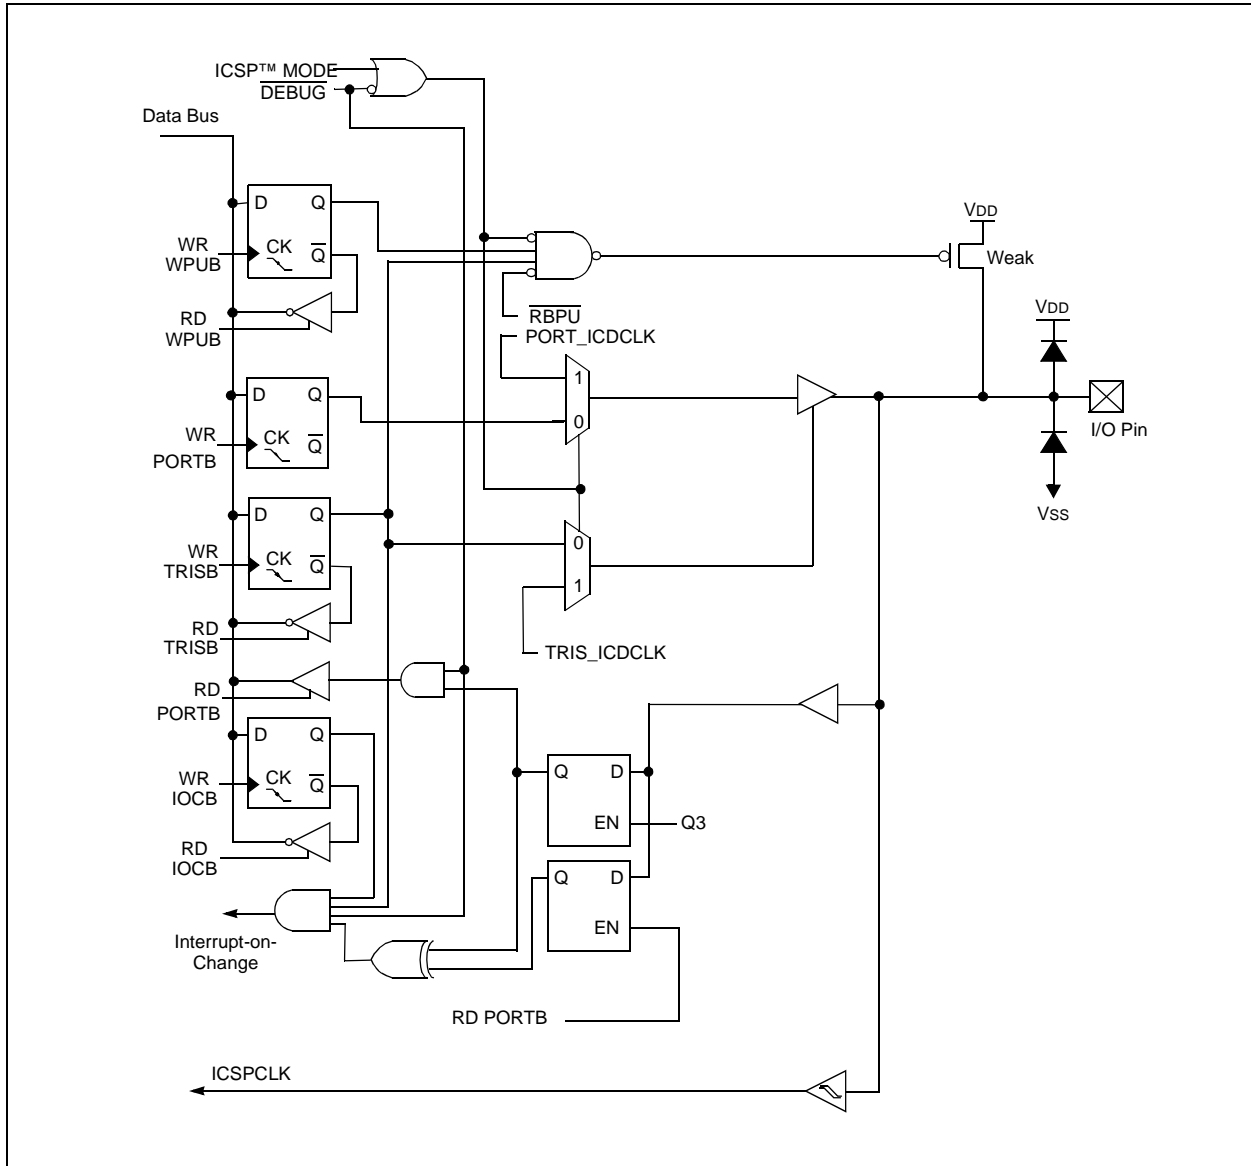 ICSP™ MODE
DEBUG
Data Bus
D Q
WR
WPUB
CK Q
RD
WPUB
RBPU
PORT_ICDCLK
VDD
Weak
VDD
1
0
I/O Pin
VSS
D Q
WR
PORTB
CK Q
D Q
WR
TRISB
CK Q
0
1
RD
TRISB
TRIS_ICDCLK
RD
PORTB
D Q
WR
IOCB
CK Q
Q D
EN
Q3
RD
IOCB
Q D
EN
Interrupt-on-
Change
RD PORTB
ICSPCLK